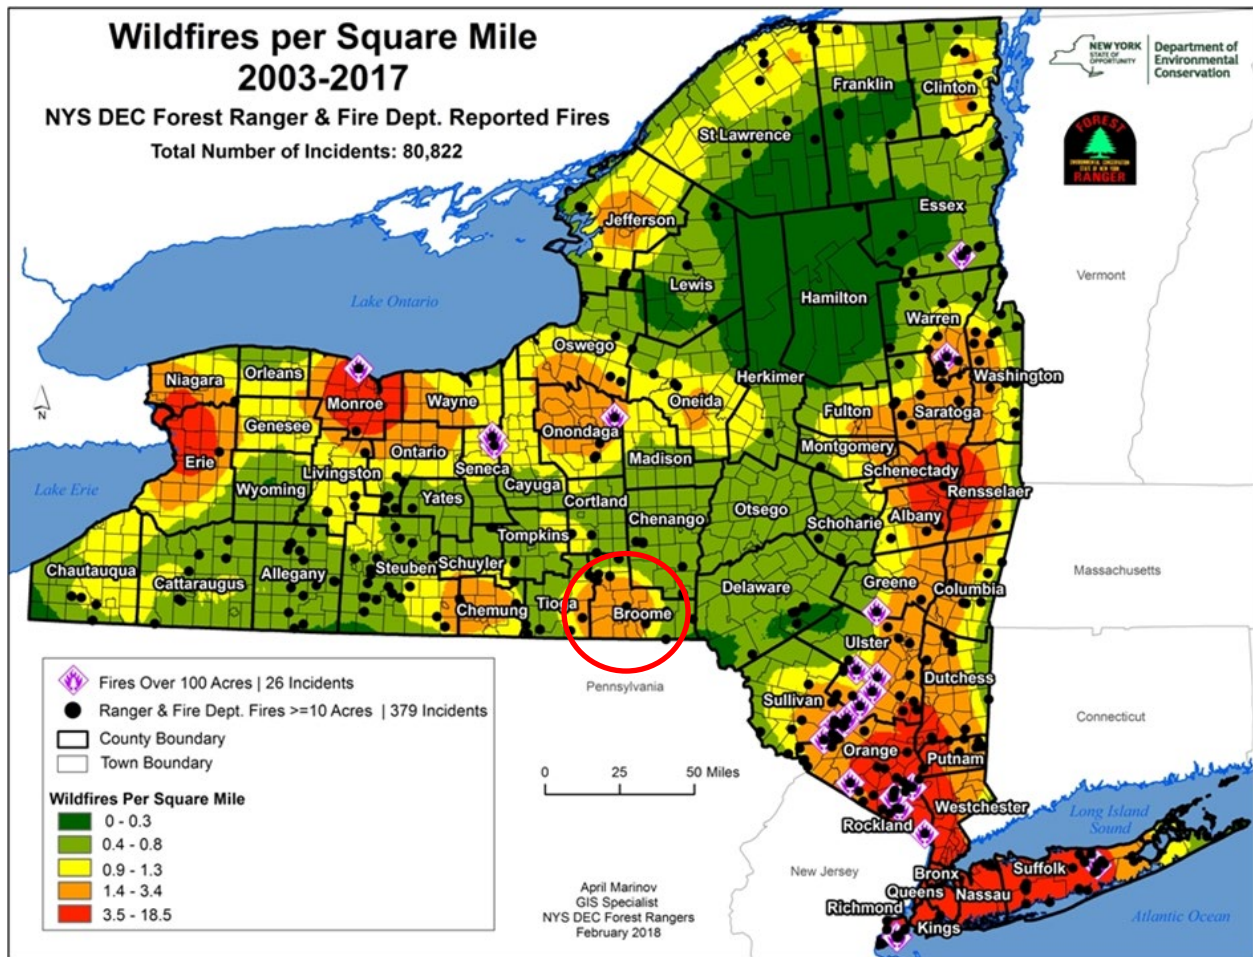 Wildfires per Square Mile
2003-2017
NYS DEC Forest Ranger & Fire Dept. Reported Fires
Total Number of Incidents: 80,822
NEW YORK
STATE OF
OPPORTUNITY
Department of
Environmental
Conservation
FOREST
ENVIRONMENTAL CONSERVATION
STATE OF NEW YORK
RANGER
Franklin
Clinton
St Lawrence
Essex
Jefferson
Vermont
Lewis
Hamilton
Lake Ontario
Warren
Oswego
Herkimer
Washington
Niagara
Orleans
Monroe
Wayne
Oneida
Fulton
Saratoga
Genesee
Onondaga
Montgomery
Ontario
Madison
Erie
Seneca
Schenectady
Livingston
Rensselaer
Lake Erie
Wyoming
Yates
Cayuga
Cortland
Otsego
Albany
Chenango
Schoharie
Tompkins
Steuben
Schuyler
Chautauqua
Cattaraugus
Allegany
Delaware
Greene
Columbia
Massachusetts
Chemung
Tioga
Broome
Ulster
Dutchess
Pennsylvania
Sullivan
Connecticut
Orange
Putnam
Westchester
Rockland
Long Island
Sound
New Jersey
Bronx
Suffolk
Queens
Nassau
Richmond
Kings
Atlantic Ocean
N
Fires Over 100 Acres | 26 Incidents
Ranger & Fire Dept. Fires >=10 Acres | 379 Incidents
County Boundary
Town Boundary
Wildfires Per Square Mile
0 - 0.3
0.4 - 0.8
0.9 - 1.3
1.4 - 3.4
3.5 - 18.5
0 25 50 Miles
April Marinov
GIS Specialist
NYS DEC Forest Rangers
February 2018